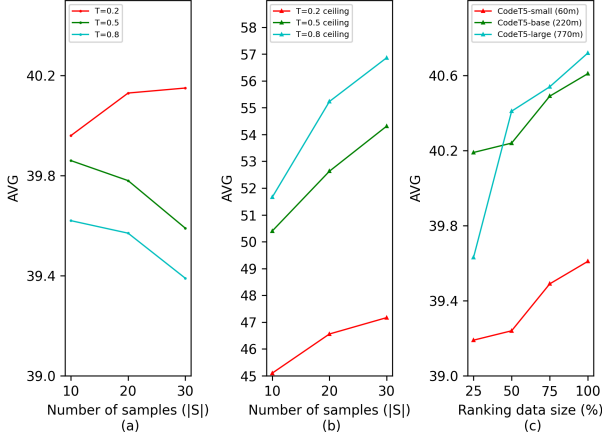 T=0.2
T=0.5
T=0.8
40.2
39.8
39.4
39.0
AVG
10 20 30
Number of samples (|S|)
(a)
T=0.2 ceiling
T=0.5 ceiling
T=0.8 ceiling
58
57
56
55
54
53
52
51
50
49
48
47
46
45
AVG
10 20 30
Number of samples (|S|)
(b)
CodeT5-small (60m)
CodeT5-base (220m)
CodeT5-large (770m)
40.6
40.2
39.8
39.4
39.0
AVG
25 50 75 100
Ranking data size (%)
(c)